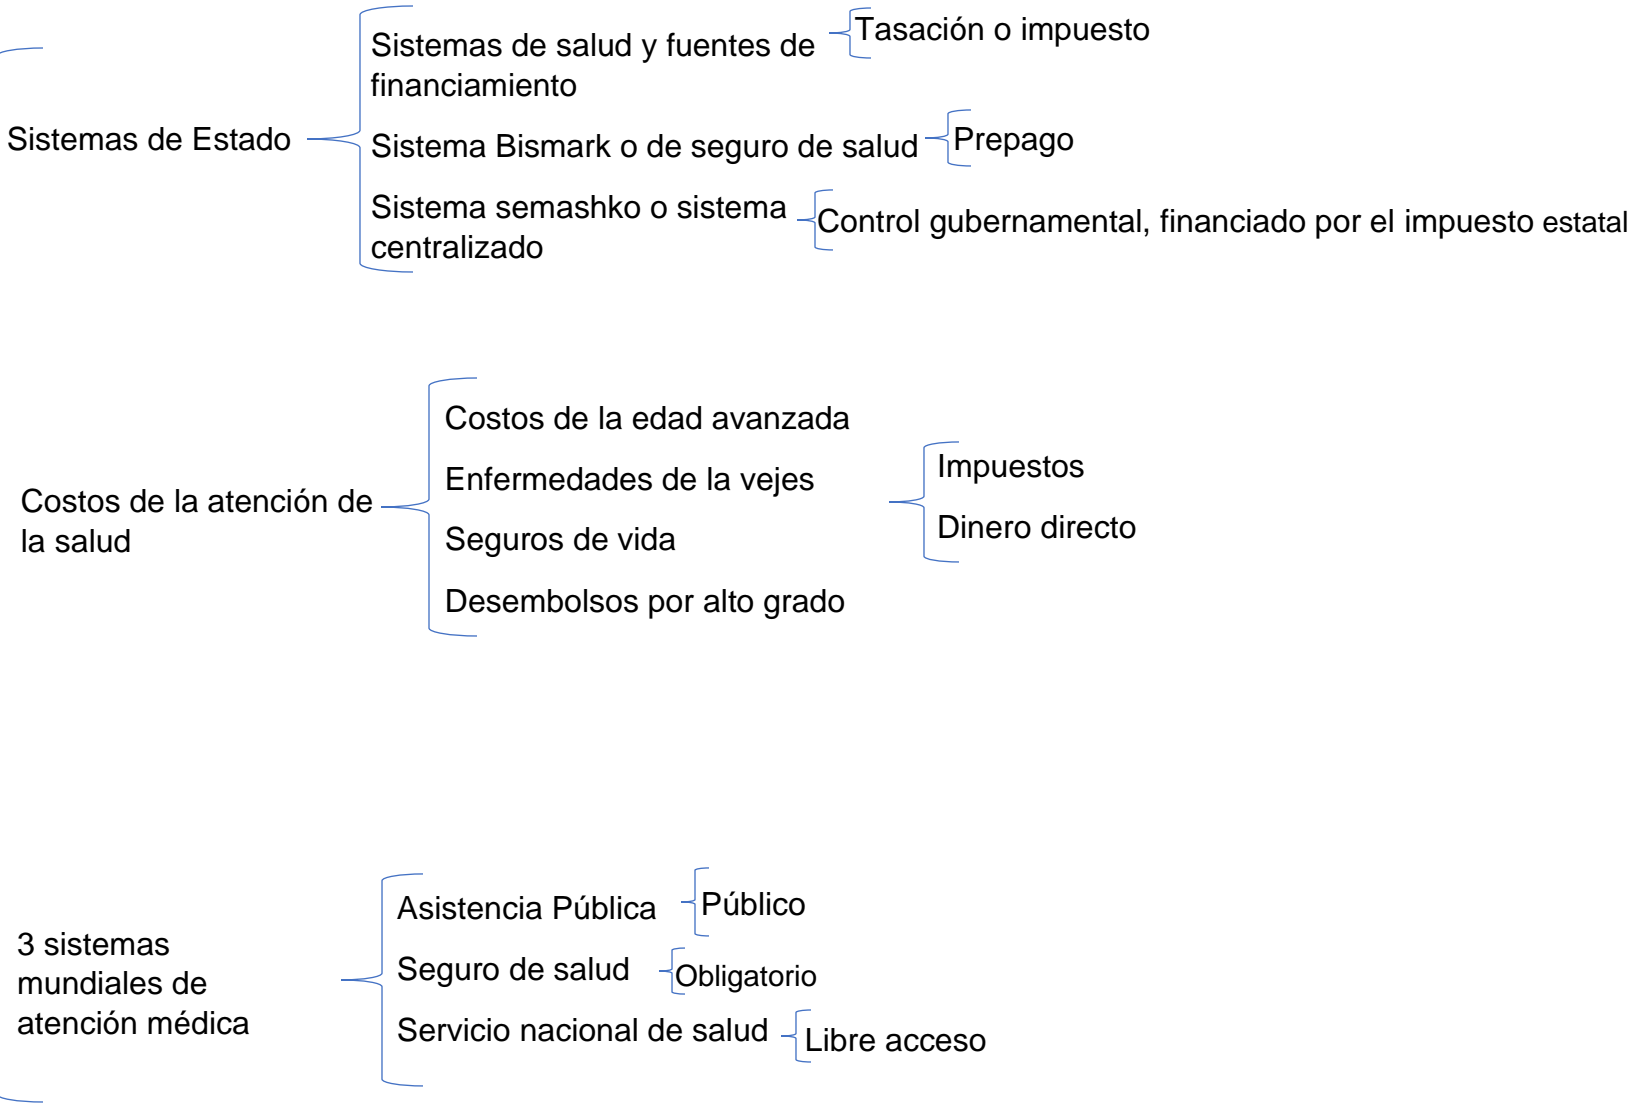 Sistemas de Estado
Sistemas de salud y fuentes de
financiamiento
Tasación o impuesto
Sistema Bismark o de seguro de salud
Prepago
Sistema semashko o sistema
centralizado
Control gubernamental, financiado por el impuesto estatal
Costos de la atención de
la salud
Costos de la edad avanzada
Enfermedades de la vejes
Seguros de vida
Desembolsos por alto grado
Impuestos
Dinero directo
3 sistemas
mundiales de
atención médica
Asistencia Pública
Público
Seguro de salud
Obligatorio
Servicio nacional de salud
Libre acceso